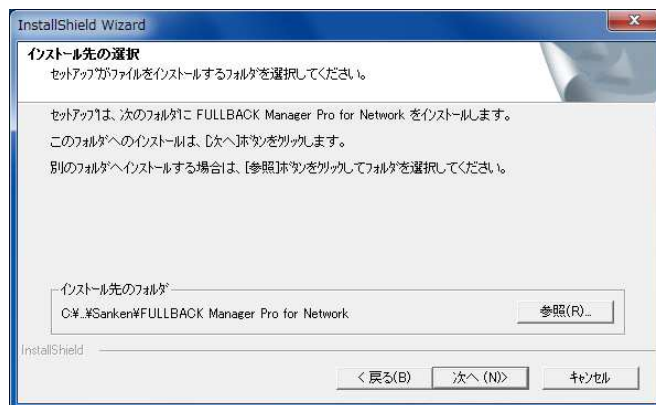 InstallShield Wizard
インストール先の選択
セットアップがファイルをインストールするフォルダを選択してください。
セットアップは、次のフォルダに FULLBACK Manager Pro for Network をインストールします。
このフォルダへのインストールは、[次へ]ボタンをクリックします。
別のフォルダへインストールする場合は、[参照]ボタンをクリックしてフォルダを選択してください。
インストール先のフォルダ
C:¥..¥Sanken¥FULLBACK Manager Pro for Network
参照(R)...
InstallShield
< 戻る(B)
次へ (N)>
キャンセル